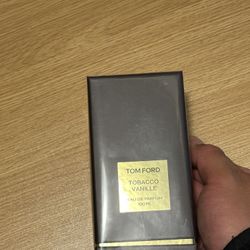 TOM FORD
TOBACCO
VANILLE
EAU DE PARFUM
100 ML